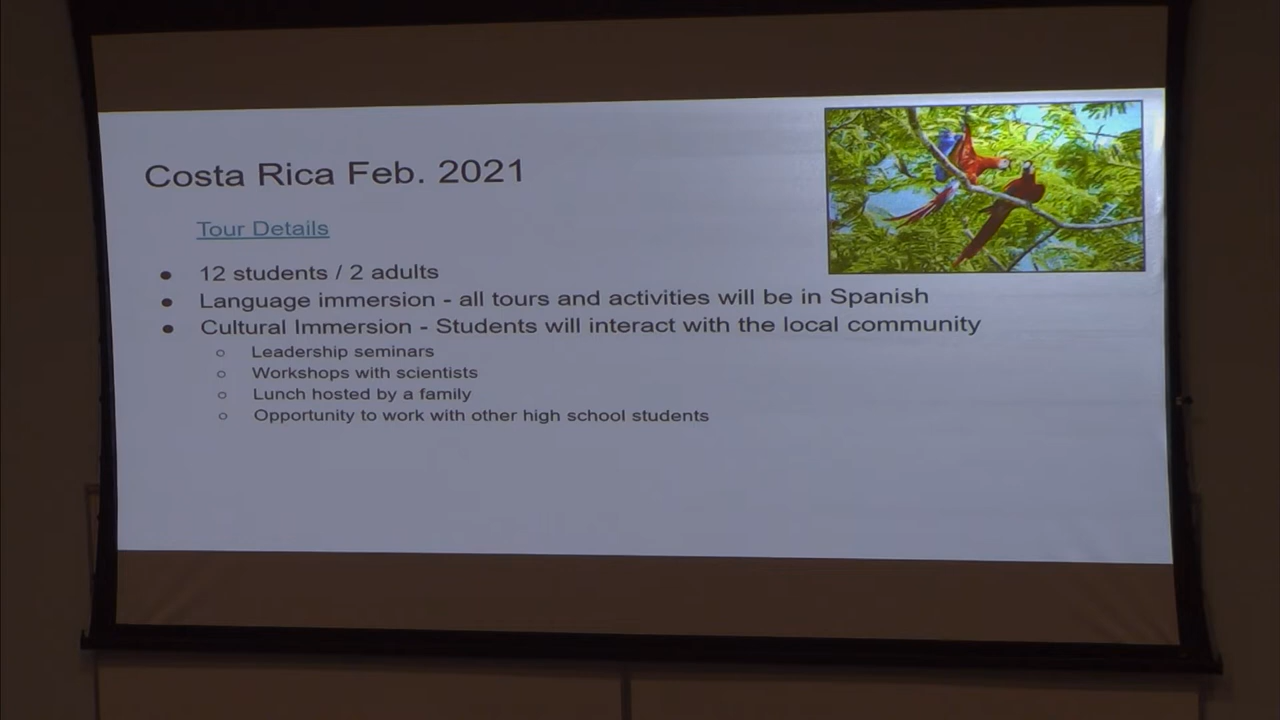 Costa Rica Feb. 2021
Tour Details
● 12 students / 2 adults
● Language immersion - all tours and activities will be in Spanish
● Cultural Immersion - Students will interact with the local community
○ Leadership seminars
○ Workshops with scientists
○ Lunch hosted by a family
○ Opportunity to work with other high school students